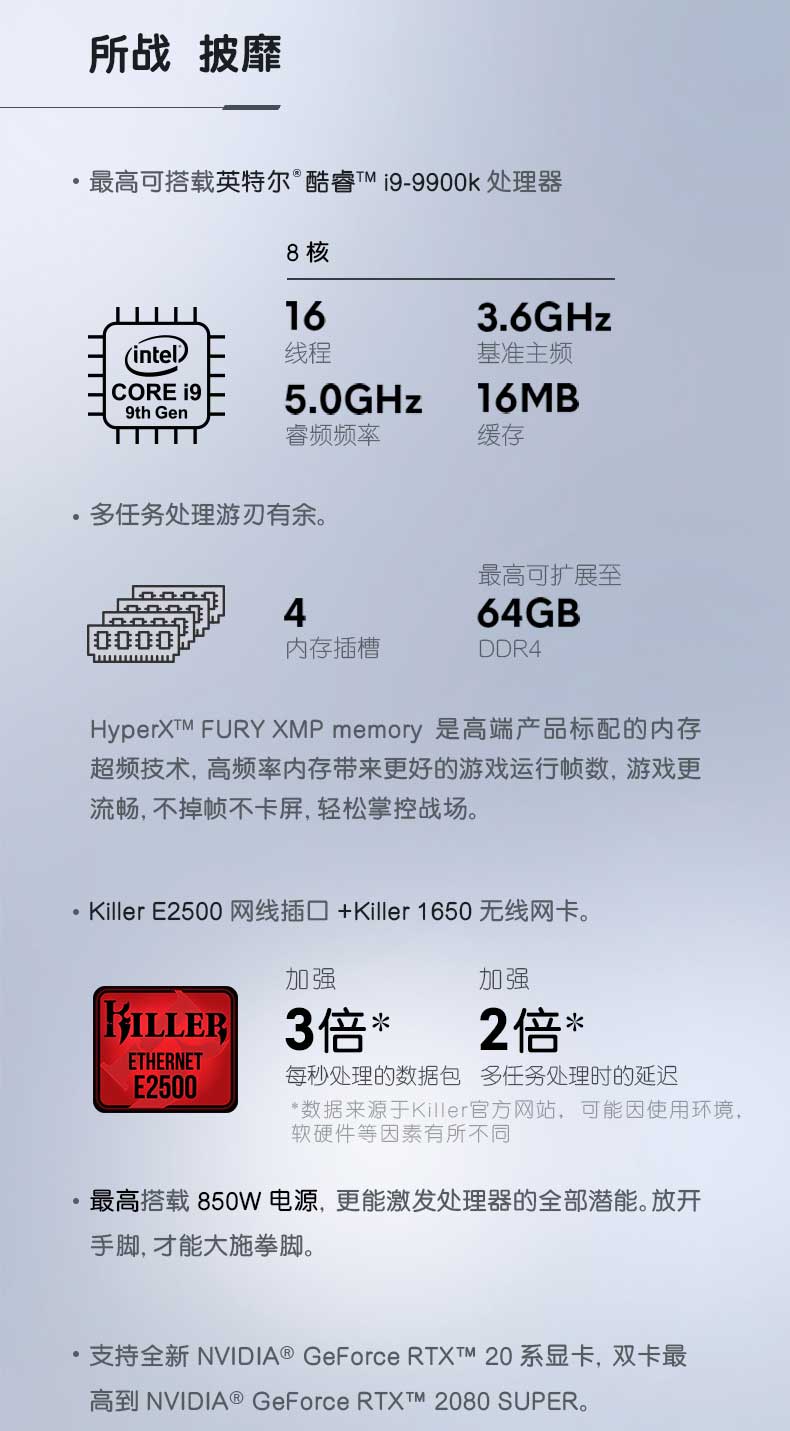 所战 披靡
• 最高可搭载英特尔®酷睿™ i9-9900k 处理器
8 核
16
3.6GHz
线程
基准主频
intel
CORE i9
9th Gen
5.0GHz
16MB
睿频频率
缓存
• 多任务处理游刃有余。
最高可扩展至
4
64GB
内存插槽
DDR4
HyperX™ FURY XMP memory 是高端产品标配的内存
超频技术, 高频率内存带来更好的游戏运行帧数, 游戏更
流畅, 不掉帧不卡屏, 轻松掌控战场。
• Killer E2500 网线插口 +Killer 1650 无线网卡。
加强
加强
KILLER
ETHERNET
E2500
3倍*
2倍*
每秒处理的数据包
多任务处理时的延迟
*数据来源于Killer官方网站, 可能因使用环境,
软硬件等因素有所不同
• 最高搭载 850W 电源, 更能激发处理器的全部潜能。放开
手脚, 才能大施拳脚。
• 支持全新 NVIDIA® GeForce RTX™ 20 系显卡, 双卡最
高到 NVIDIA® GeForce RTX™ 2080 SUPER。